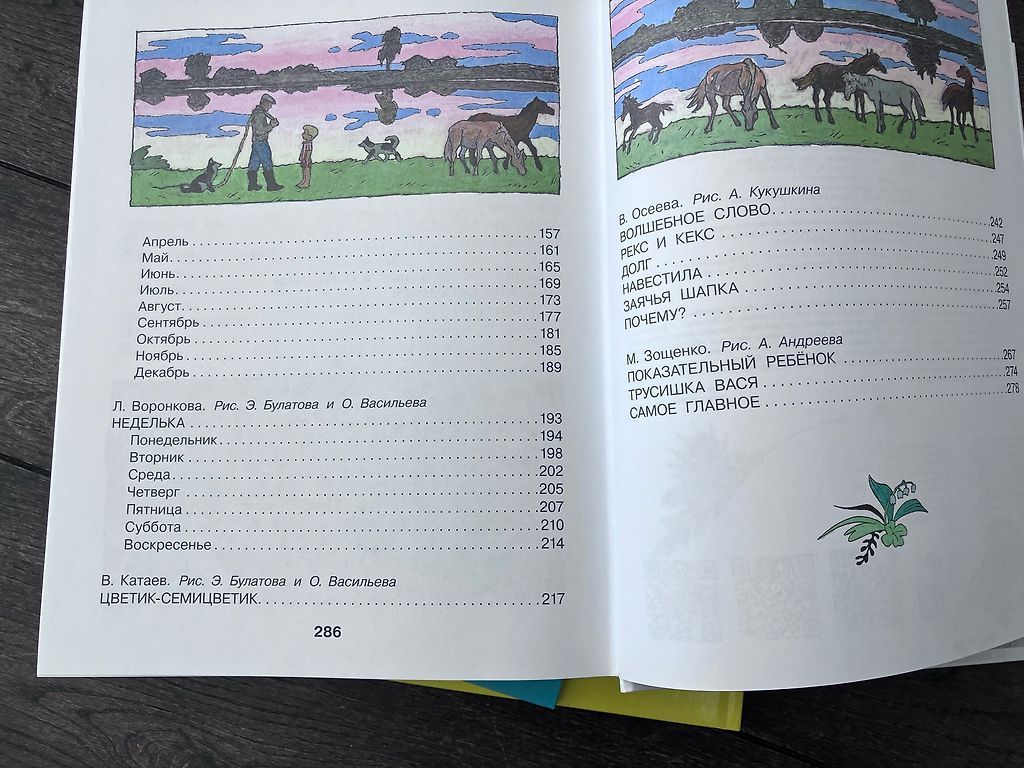 Апрель . . . 157
Май . . . 161
Июнь . . . 165
Июль . . . 169
Август . . . 173
Сентябрь . . . 177
Октябрь . . . 181
Ноябрь . . . 185
Декабрь . . . 189
Л. Воронкова. Рис. Э. Булатова и О. Васильева
НЕДЕЛЬКА . . . 193
Понедельник . . . 194
Вторник . . . 198
Среда . . . 202
Четверг . . . 205
Пятница . . . 207
Суббота . . . 210
Воскресенье . . . 214
В. Катаев. Рис. Э. Булатова и О. Васильева
ЦВЕТИК-СЕМИЦВЕТИК . . . 217
286
В. Осеева. Рис. А. Кукушкина
ВОЛШЕБНОЕ СЛОВО . . . 242
РЕКС И КЕКС . . . 247
ДОЛГ . . . 249
НАВЕСТИЛА . . . 252
ЗАЯЧЬЯ ШАПКА . . . 254
ПОЧЕМУ? . . . 257
М. Зощенко. Рис. А. Андреева
ПОКАЗАТЕЛЬНЫЙ РЕБЁНОК . . . 267
ТРУСИШКА ВАСЯ . . . 274
САМОЕ ГЛАВНОЕ . . . 276